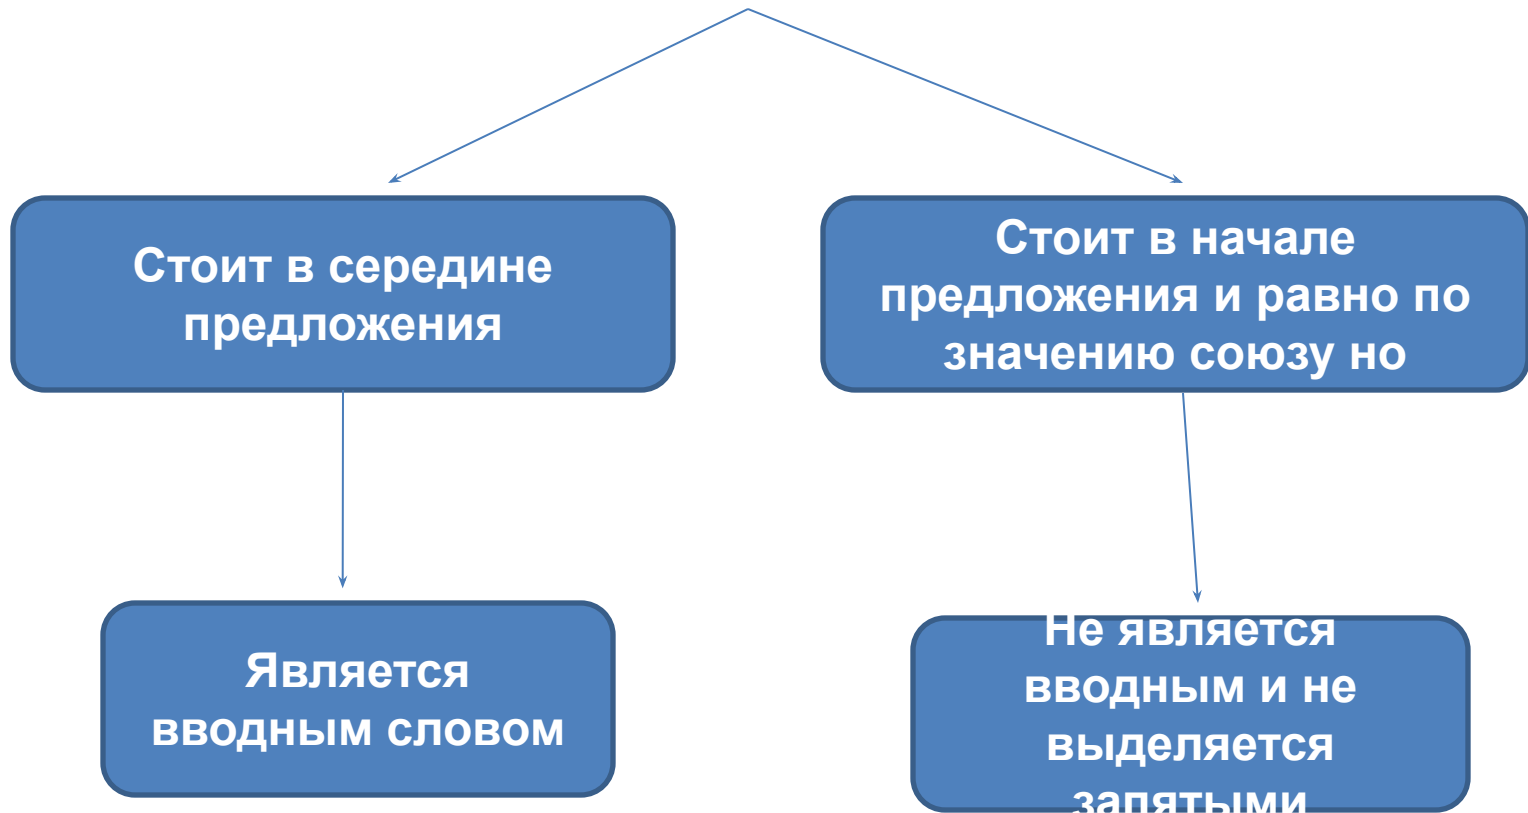 Стоит в середине
предложения
Стоит в начале
предложения и равно по
значению союзу но
Является
вводным словом
Не является
вводным и не
выделяется
запятыми